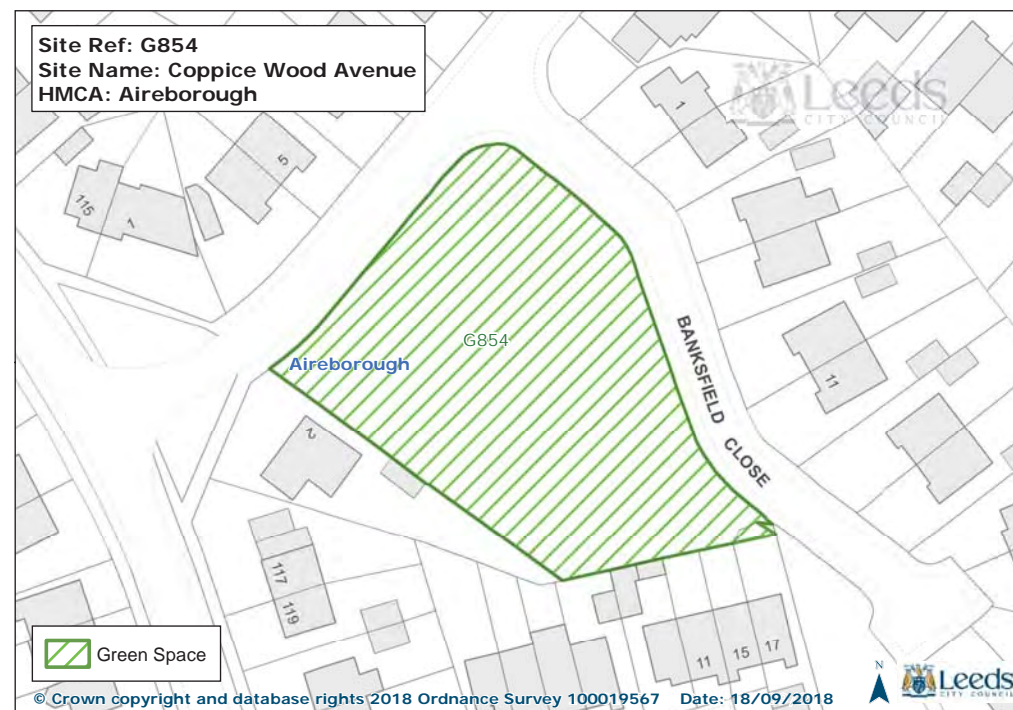 Site Ref: G854
Site Name: Coppice Wood Avenue
HMCA: Aireborough
Leeds
CITY COUNCIL
1
5
115
1
G854
Aireborough
BANKSFIELD CLOSE
11
2
117
119
11 15 17
Green Space
N
Leeds
CITY COUNCIL
© Crown copyright and database rights 2018 Ordnance Survey 100019567 Date: 18/09/2018